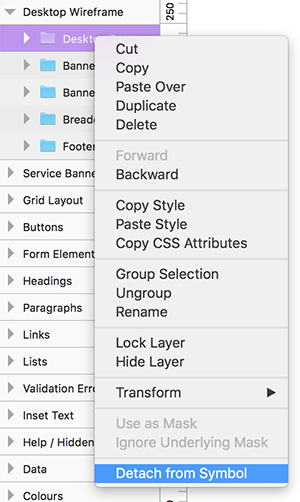 Desktop Wireframe
250
Desktop
Cut
Copy
Paste Over
Duplicate
Delete
Forward
Backward
Copy Style
Paste Style
Copy CSS Attributes
Group Selection
Ungroup
Rename
Lock Layer
Hide Layer
Transform
Use as Mask
Ignore Underlying Mask
Detach from Symbol
Banne
Bann
Bread
Footer
Service Banne
Grid Layout
Buttons
Form Element
Headings
Paragraphs
Links
Lists
Validation Erro
Inset Text
Help / Hidden
Data
Colours